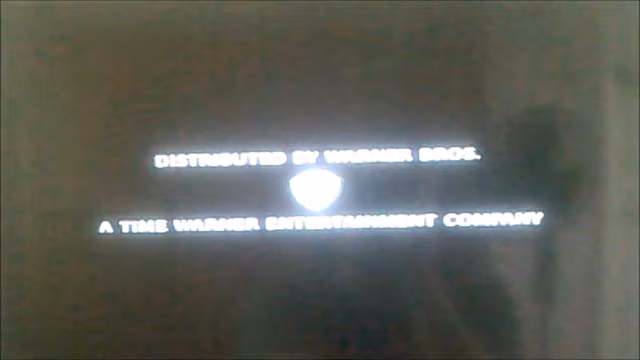 DISTRIBUTED BY WARNER BROS.
A TIME WARNER ENTERTAINMENT COMPANY